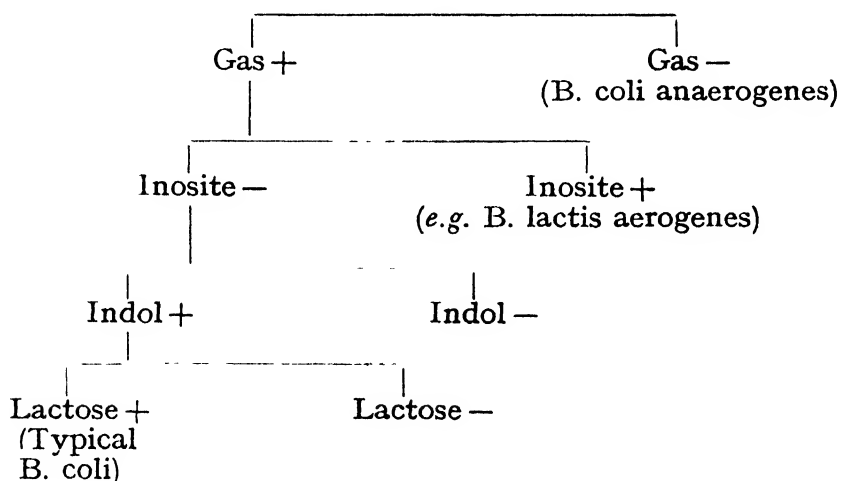 Gas + Gas —
(B. coli anaerogenes)
Inosite — Inosite +
(e.g. B. lactis aerogenes)
Indol + Indol —
Lactose + Lactose —
(Typical
B. coli)